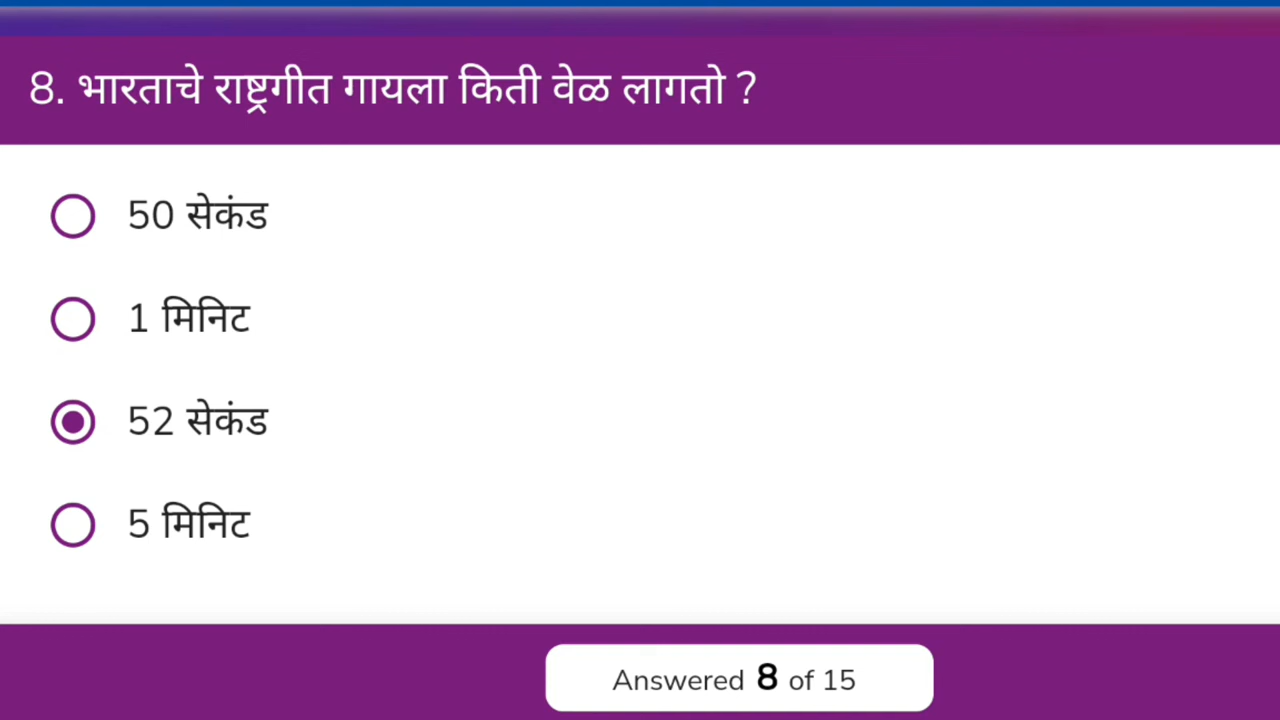 8. भारताचे राष्ट्रगीत गायला किती वेळ लागतो ?
50 सेकंड
1 मिनिट
52 सेकंड
5 मिनिट
Answered 8 of 15